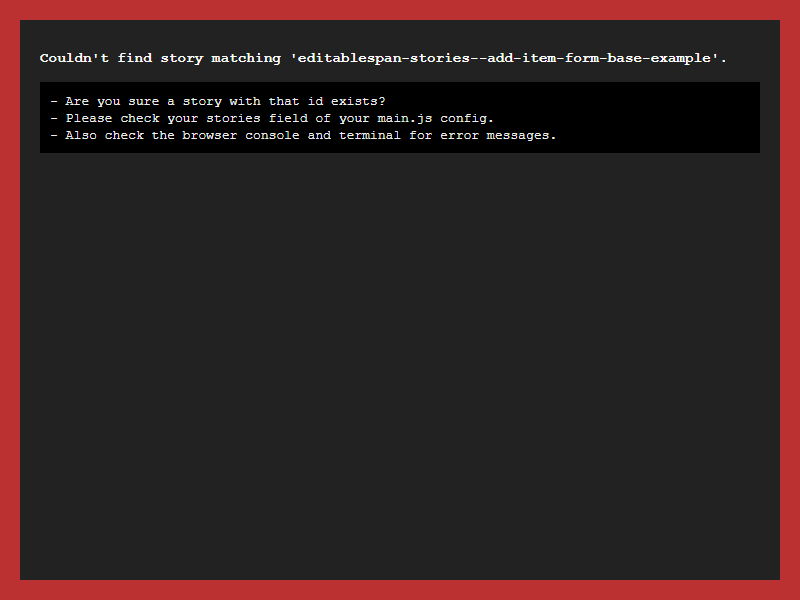 Couldn't find story matching 'editablespan-stories--add-item-form-base-example'.
- Are you sure a story with that id exists?
- Please check your stories field of your main.js config.
- Also check the browser console and terminal for error messages.